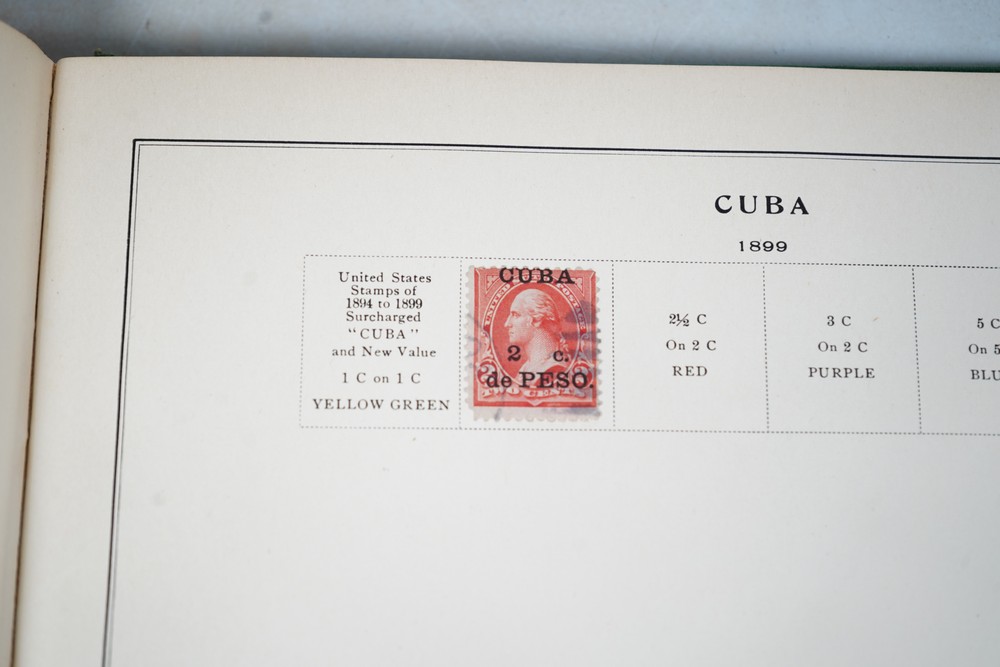 CUBA
1899
United States
Stamps of
1894 to 1899
Surcharged
"CUBA"
and New Value
1 C on 1 C
YELLOW GREEN
CUBA
2 c.
de PESO.
2½ C
On 2 C
RED
3 C
On 2 C
PURPLE
5 C
On 5
BLU